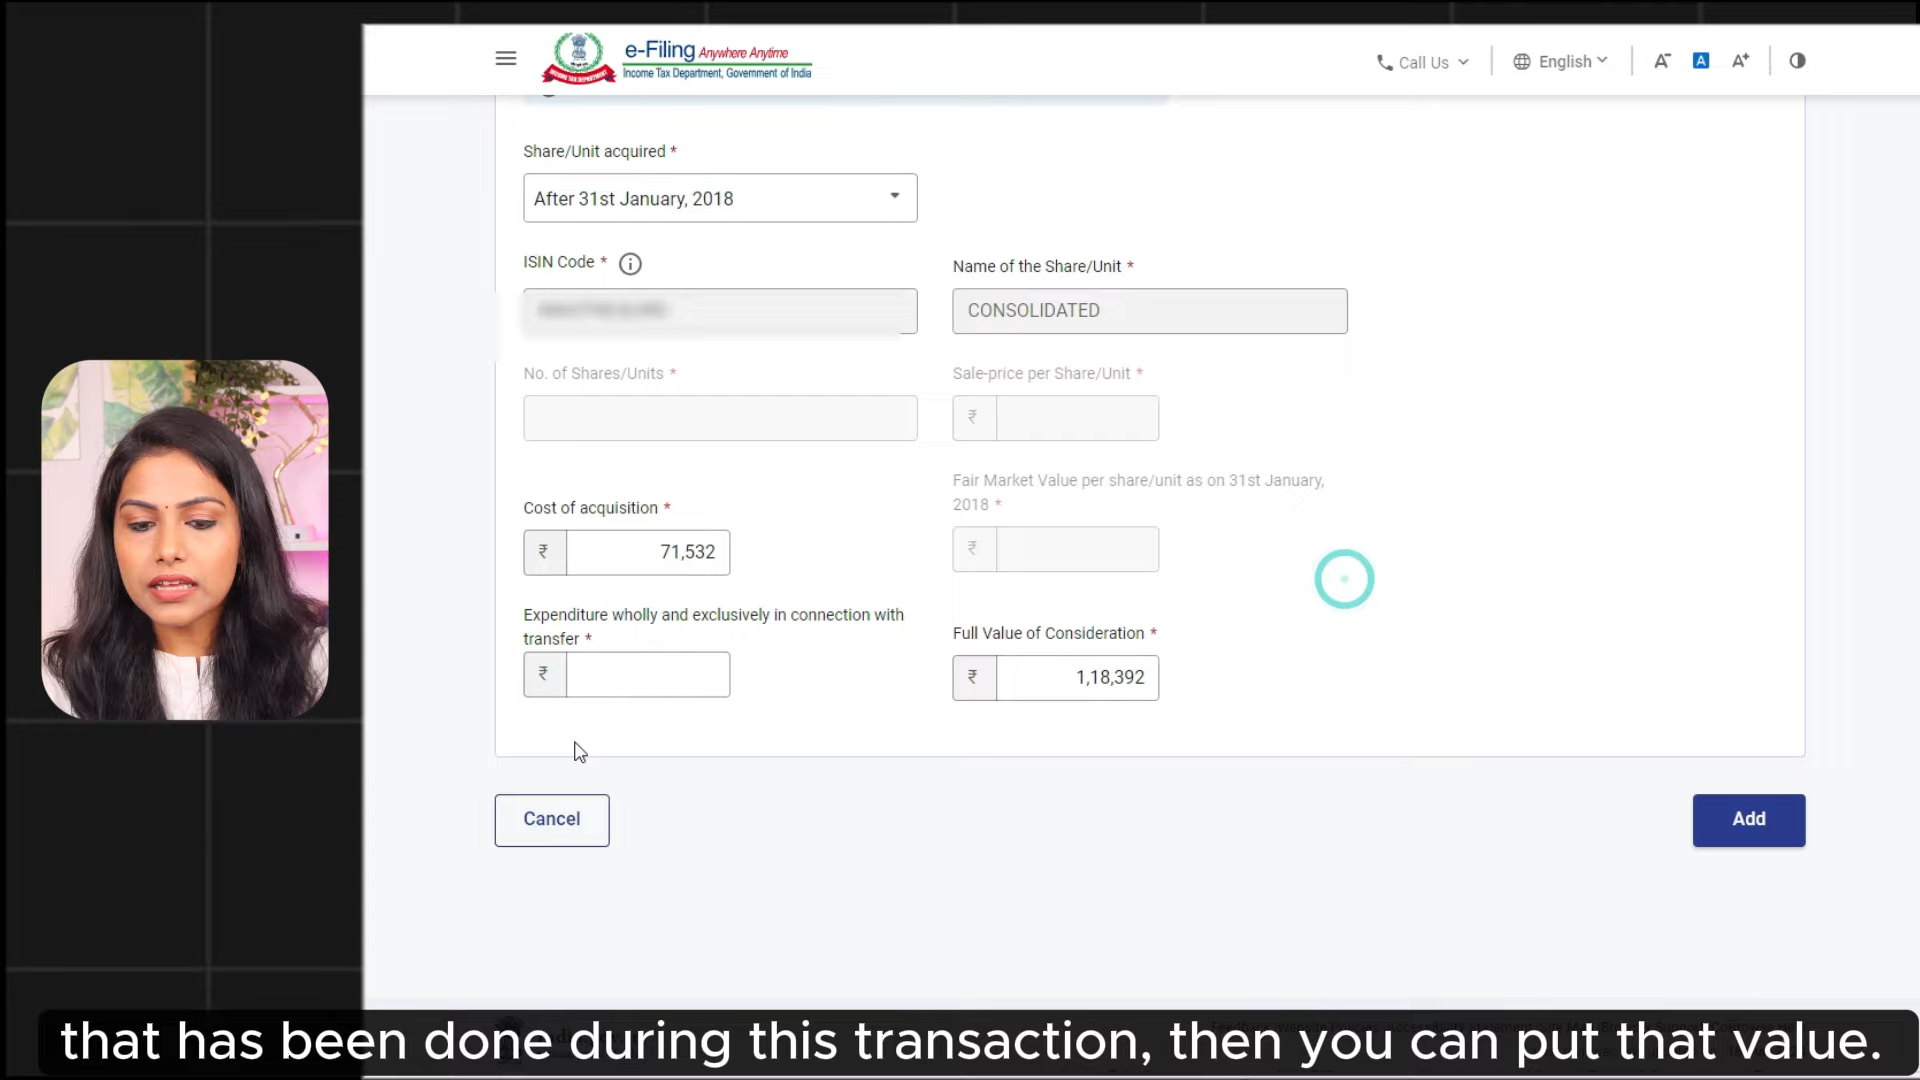 e-Filing Anywhere Anytime
Income Tax Department, Government of India
Call Us
English
A-
A
A+
Share/Unit acquired *
After 31st January, 2018
ISIN Code *
Name of the Share/Unit *
CONSOLIDATED
No. of Shares/Units *
Sale-price per Share/Unit *
₹
Fair Market Value per share/unit as on 31st January,
2018 *
Cost of acquisition *
₹ 71,532
₹
Expenditure wholly and exclusively in connection with
transfer *
Full Value of Consideration *
₹
₹ 1,18,392
Cancel
Add
that has been done during this transaction, then you can put that value.